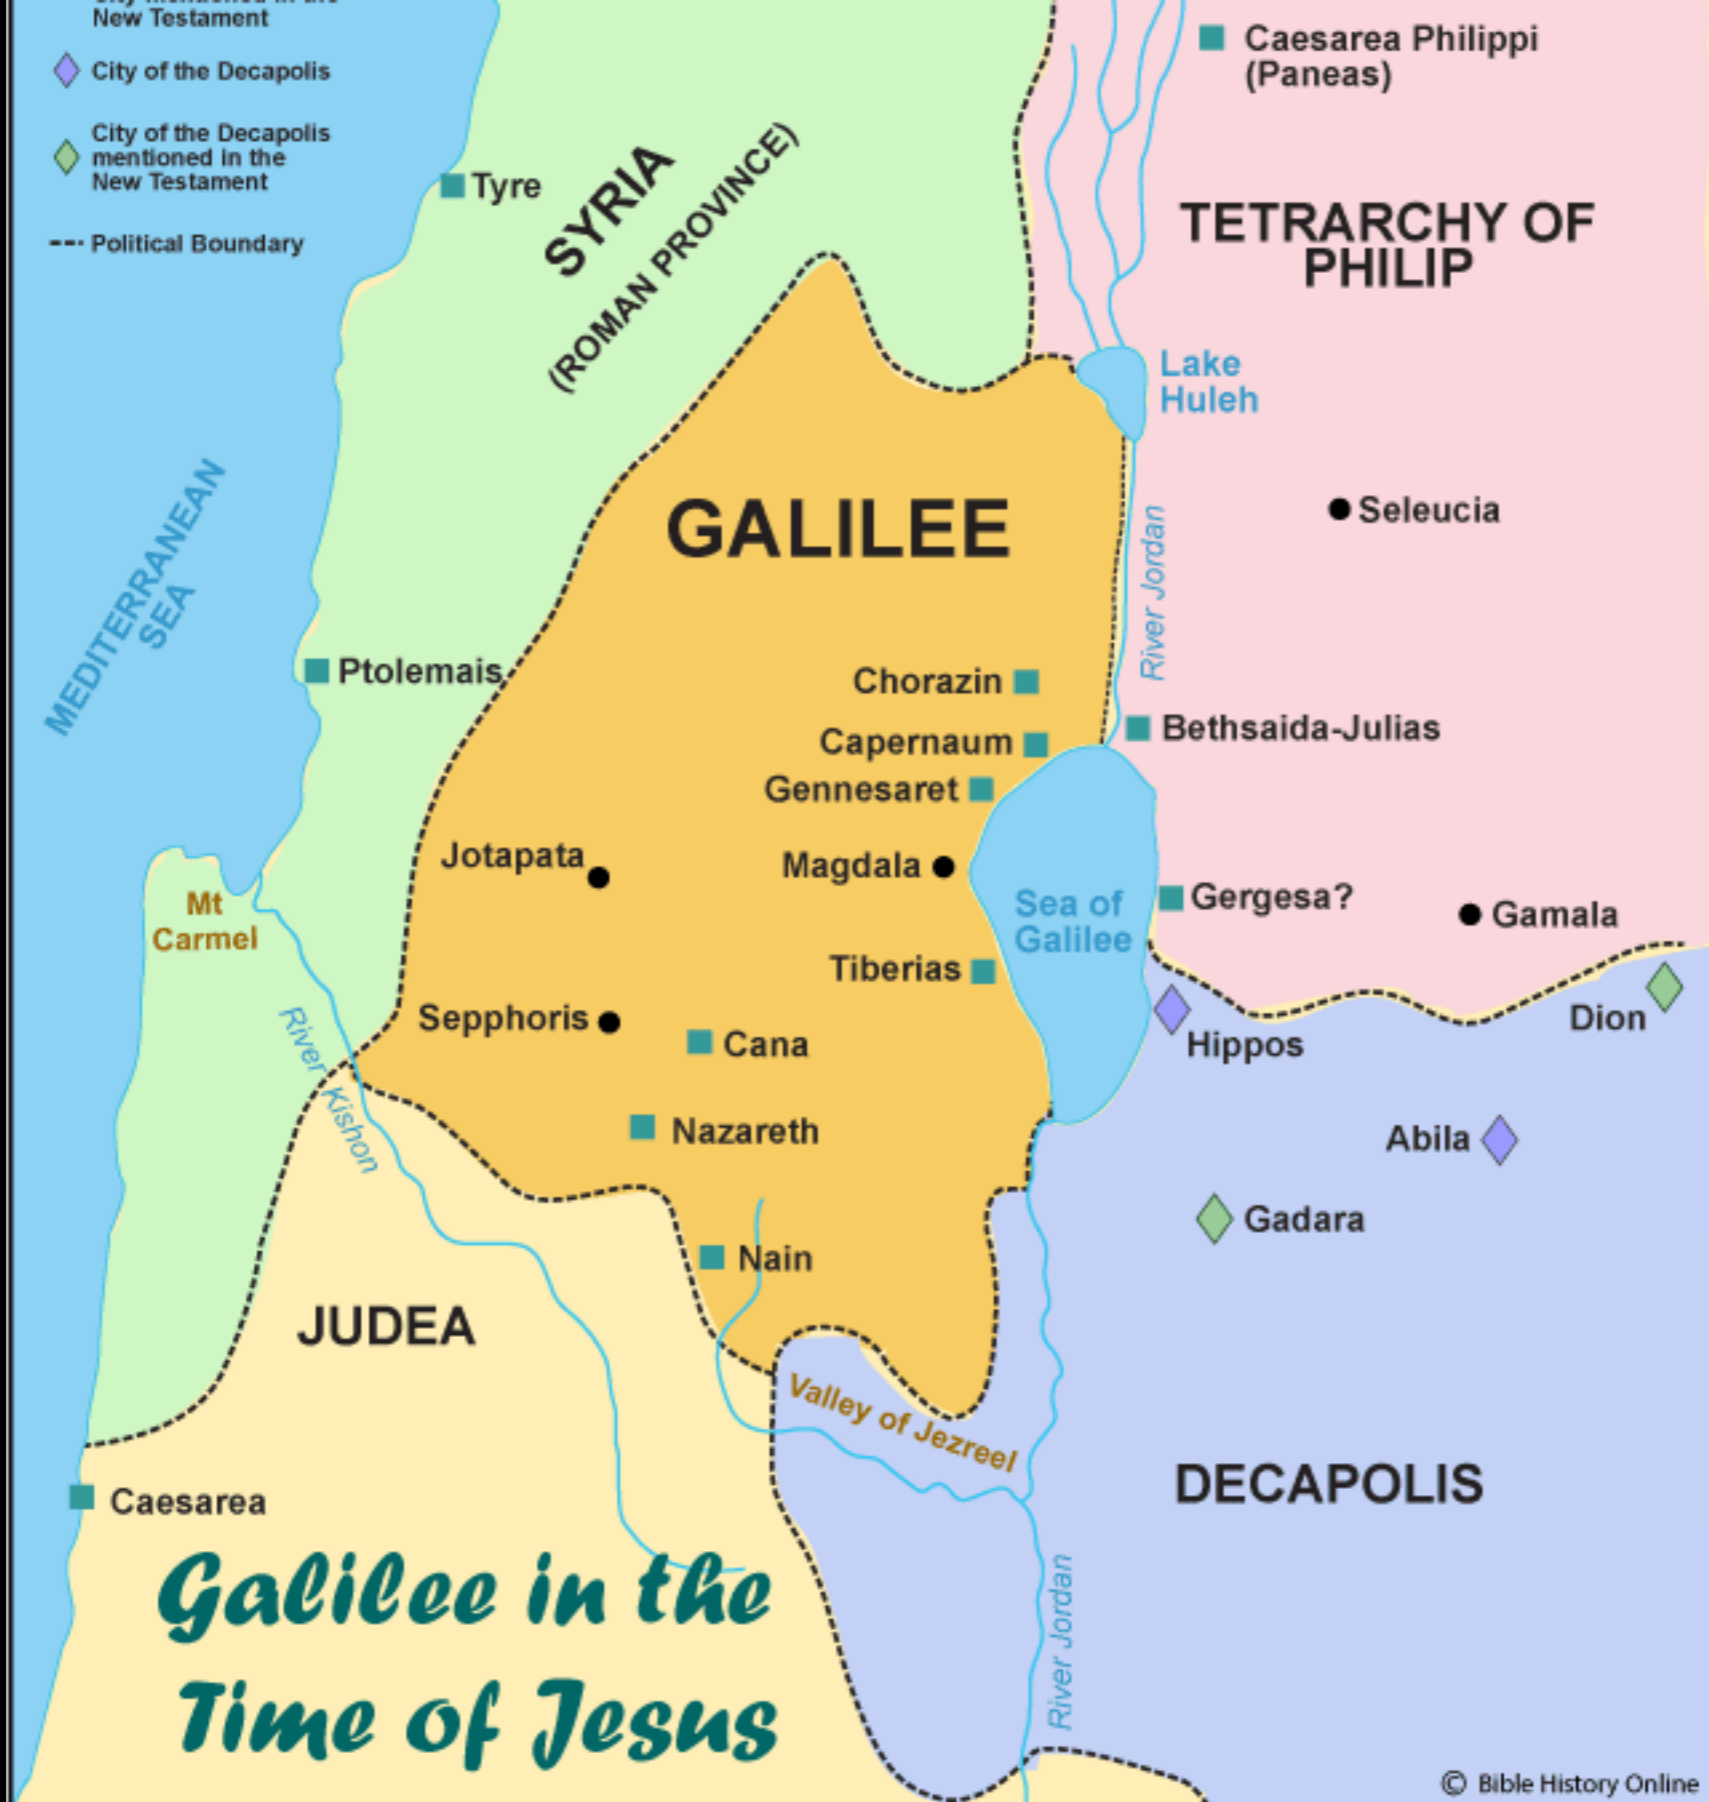 City mentioned in the
New Testament
City of the Decapolis
City of the Decapolis
mentioned in the
New Testament
Political Boundary
Caesarea Philippi
(Paneas)
Tyre
SYRIA
(ROMAN PROVINCE)
TETRARCHY OF
PHILIP
Lake
Huleh
MEDITERRANEAN
SEA
GALILEE
River Jordan
Seleucia
Ptolemais
Chorazin
Capernaum
Bethsaida-Julias
Gennesaret
Jotapata
Magdala
Mt
Carmel
Sea of
Galilee
Gergesa?
Gamala
Tiberias
Sepphoris
Cana
Hippos
Dion
River Kishon
Nazareth
Abila
Gadara
Nain
JUDEA
Valley of Jezreel
DECAPOLIS
Caesarea
River Jordan
Galilee in the
Time of Jesus
© Bible History Online